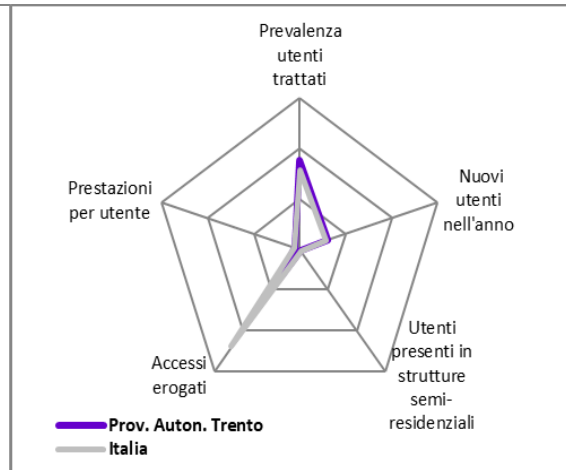 Prevalenza
utenti
trattati
Nuovi
utenti
nell'anno
Utenti
presenti in
strutture
semi-
residenziali
Accessi
erogati
Prestazioni
per utente
Prov. Auton. Trento
Italia